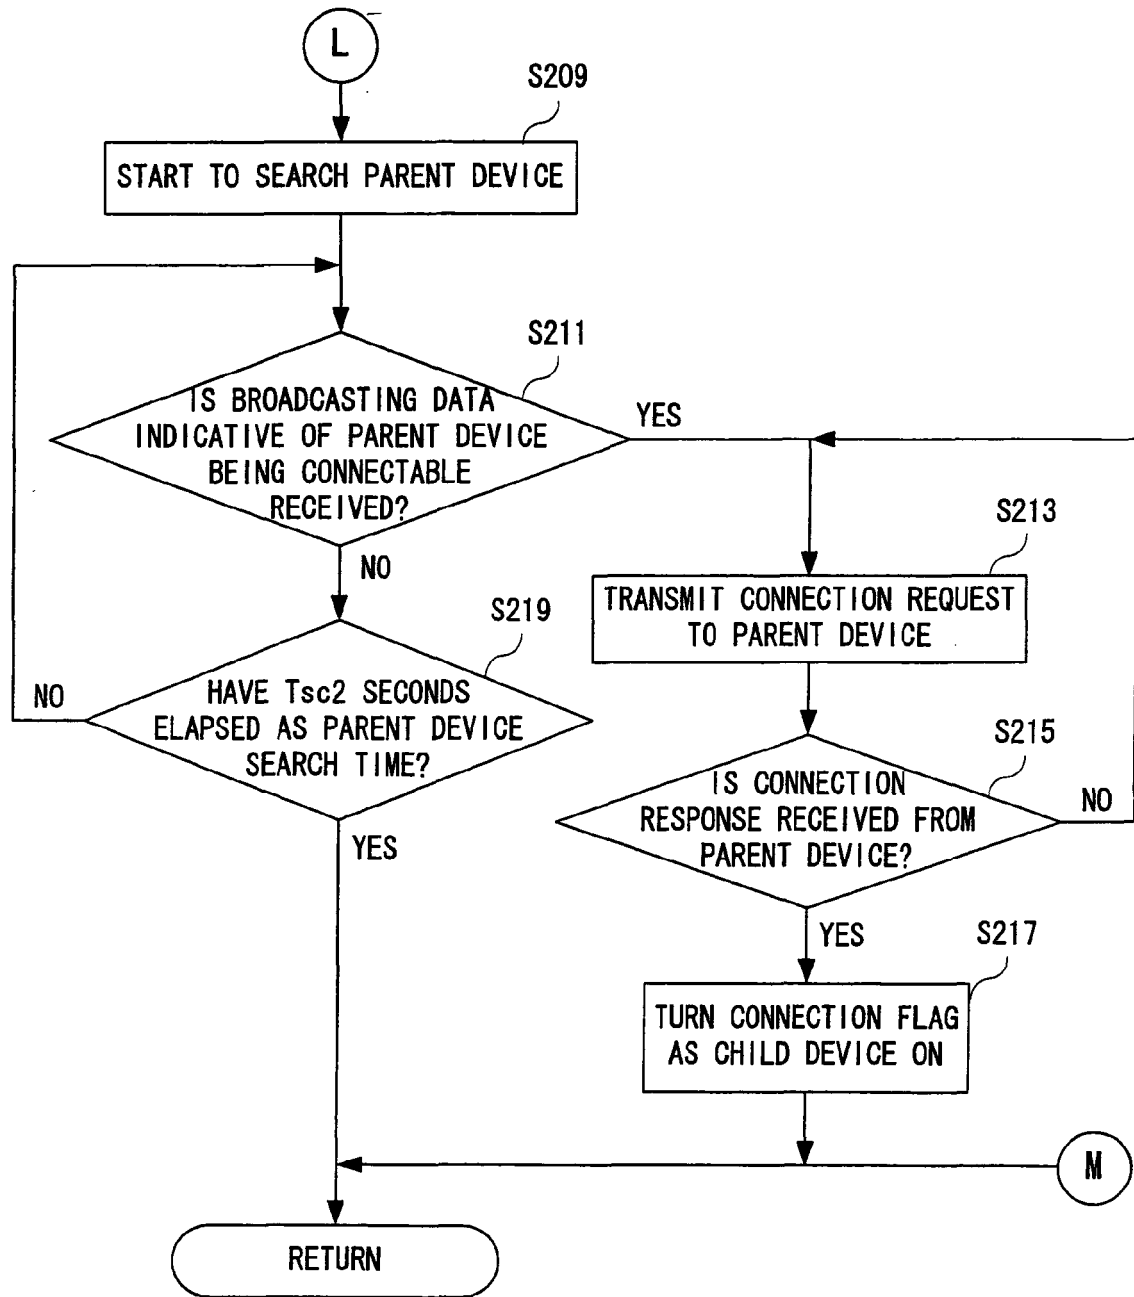 L
S209
START TO SEARCH PARENT DEVICE
S211
IS BROADCASTING DATA
INDICATIVE OF PARENT DEVICE
BEING CONNECTABLE
RECEIVED?
YES
NO
S213
TRANSMIT CONNECTION REQUEST
TO PARENT DEVICE
S219
HAVE Tsc2 SECONDS
ELAPSED AS PARENT DEVICE
SEARCH TIME?
NO
YES
S215
IS CONNECTION
RESPONSE RECEIVED FROM
PARENT DEVICE?
NO
YES
S217
TURN CONNECTION FLAG
AS CHILD DEVICE ON
M
RETURN